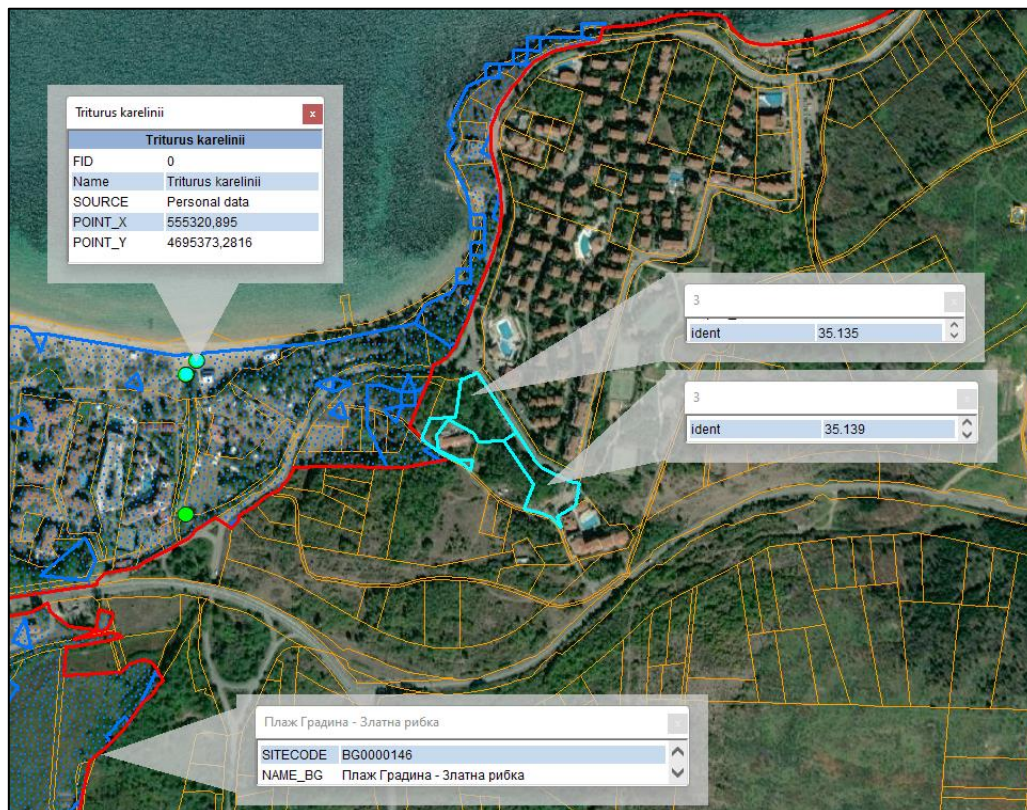 Triturus karelinii
x
Triturus karelinii
FID 0
Name Triturus karelinii
SOURCE Personal data
POINT_X 555320,895
POINT_Y 4695373,2816
3
x
ident 35.135
3
x
ident 35.139
Плаж Градина - Златна рибка
x
SITECODE BG0000146
NAME_BG Плаж Градина - Златна рибка